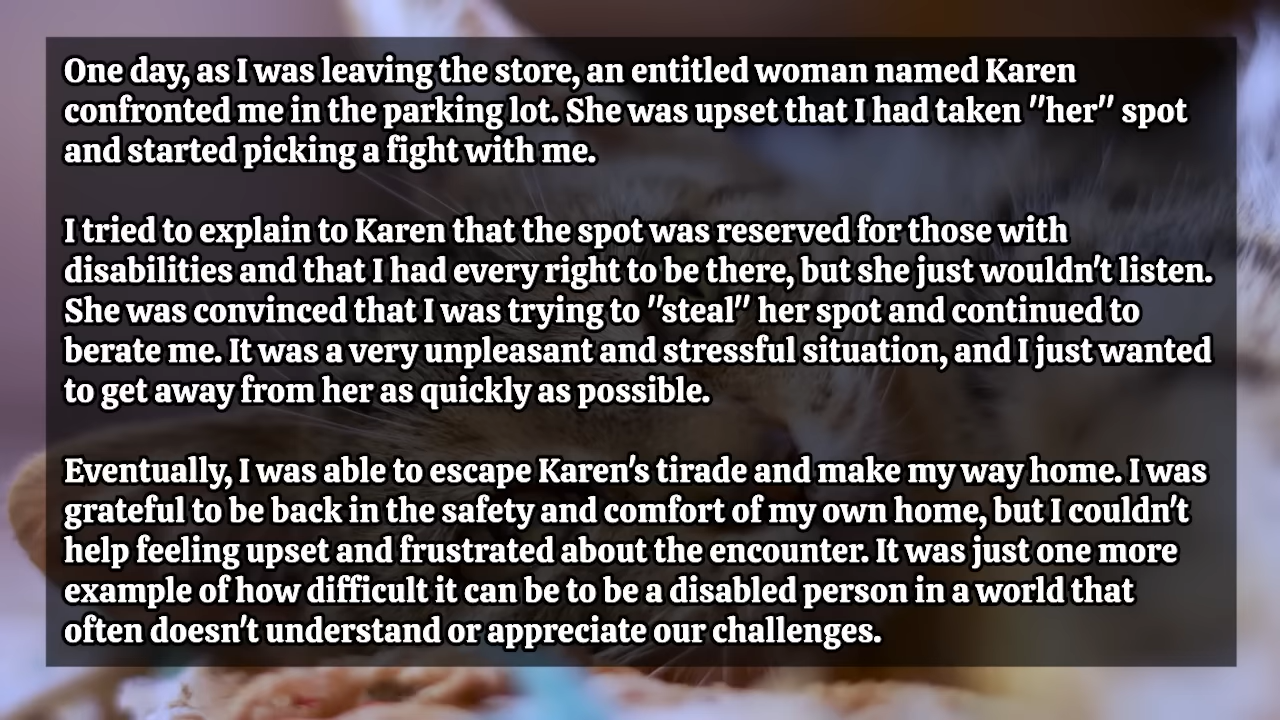 One day, as I was leaving the store, an entitled woman named Karen
confronted me in the parking lot. She was upset that I had taken "her" spot
and started picking a fight with me.
I tried to explain to Karen that the spot was reserved for those with
disabilities and that I had every right to be there, but she just wouldn't listen.
She was convinced that I was trying to "steal" her spot and continued to
berate me. It was a very unpleasant and stressful situation, and I just wanted
to get away from her as quickly as possible.
Eventually, I was able to escape Karen's tirade and make my way home. I was
grateful to be back in the safety and comfort of my own home, but I couldn't
help feeling upset and frustrated about the encounter. It was just one more
example of how difficult it can be to be a disabled person in a world that
often doesn't understand or appreciate our challenges.